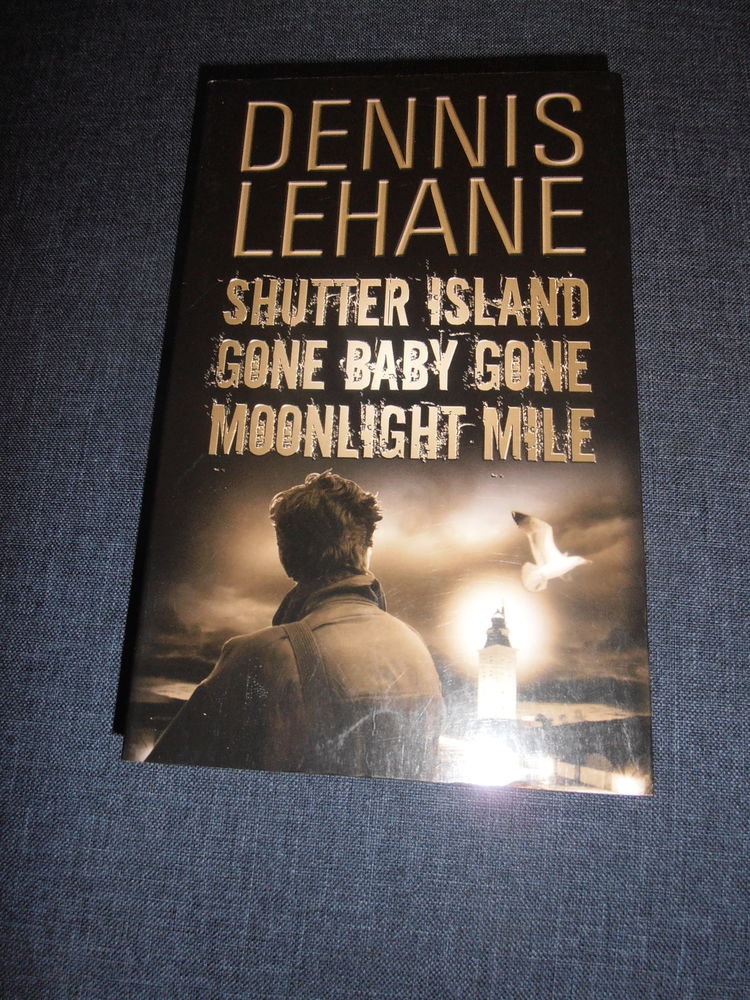 DENNIS
LEHANE
SHUTTER ISLAND
GONE BABY GONE
MOONLIGHT MILE